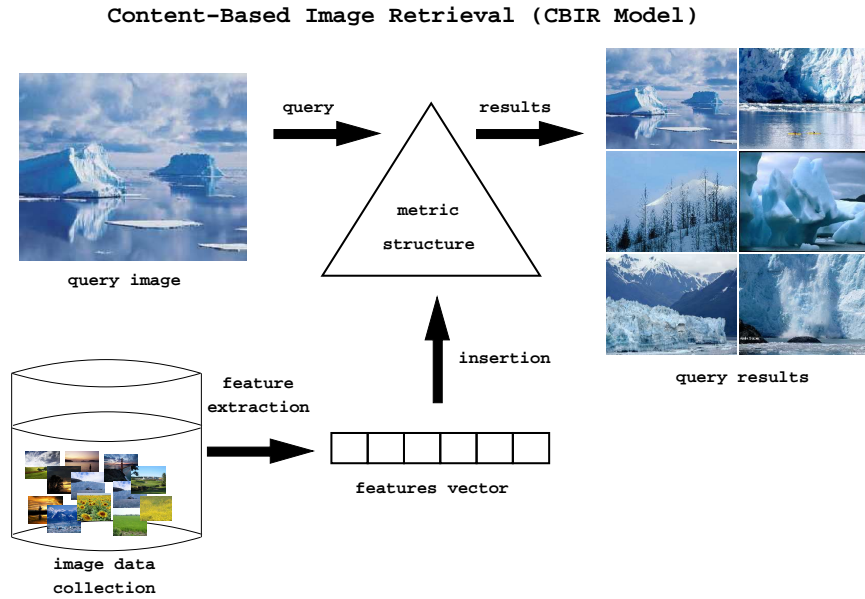 Content-Based Image Retrieval (CBIR Model)
query
results
metric
structure
query image
insertion
query results
feature
extraction
features vector
image data
collection